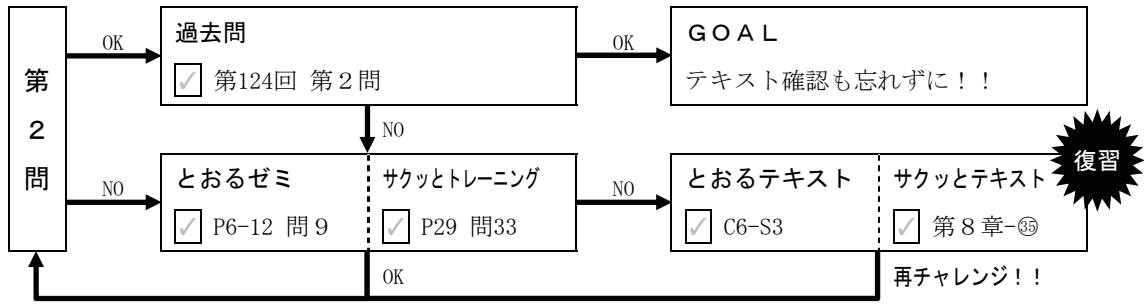 第2問
OK
過去問
✓ 第124回 第2問
OK
GOAL
テキスト確認も忘れずに！！
NO
NO
とおるゼミ
✓ P6-12 問9
サクッとトレーニング
✓ P29 問33
NO
とおるテキスト
✓ C6-S3
サクッとテキスト
✓ 第8章-㉟
復習
OK
再チャレンジ！！